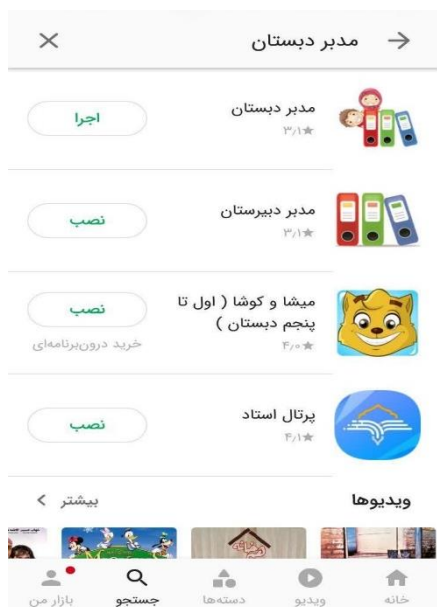 مدبر دبستان
مدبر دبستان
اجرا
۳٫۱★
مدبر دبیرستان
نصب
۳٫۱★
میشا و کوشا ( اول تا
پنجم دبستان )
نصب
خرید درون‌برنامه‌ای
۴٫۰★
پرتال استاد
نصب
۴٫۱★
ویدیوها
بیشتر
خانه
ویدیو
دسته‌ها
جستجو
بازار من